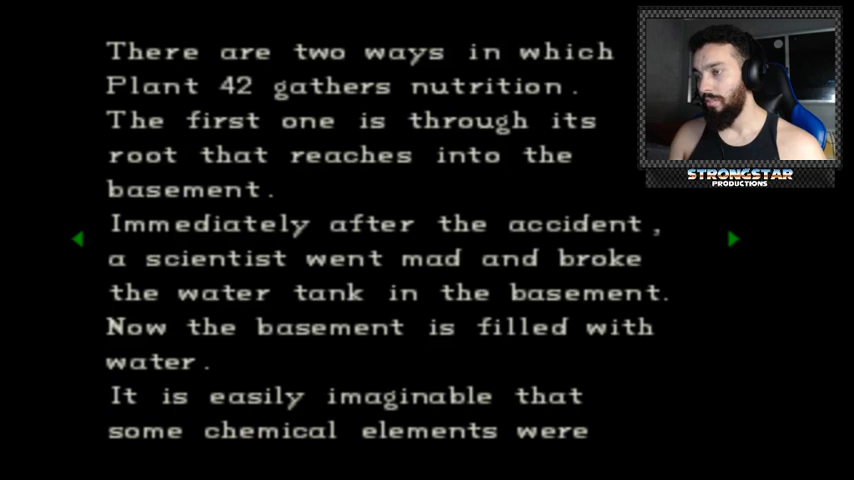 There are two ways in which
Plant 42 gathers nutrition.
The first one is through its
root that reaches into the
basement.
Immediately after the accident,
a scientist went mad and broke
the water tank in the basement.
Now the basement is filled with
water.
It is easily imaginable that
some chemical elements were
STRONGSTAR
PRODUCTIONS